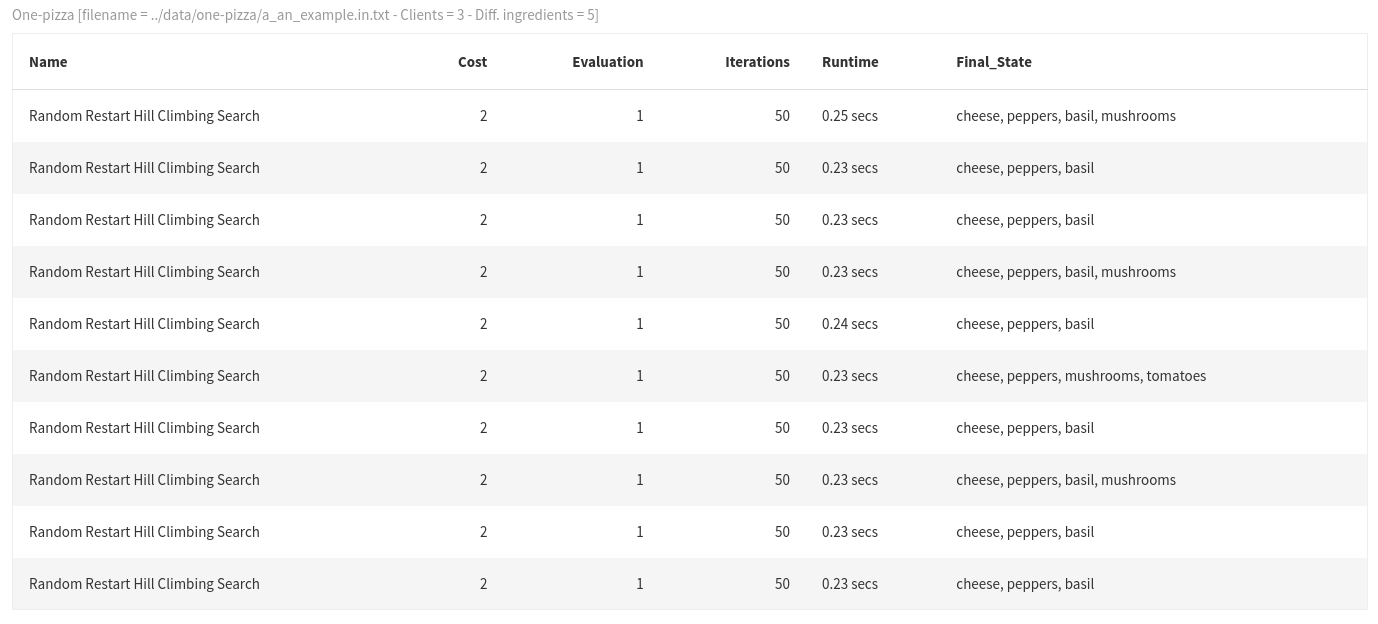 One-pizza [filename = ../data/one-pizza/a_an_example.in.txt - Clients = 3 - Diff. ingredients = 5]
Name Cost Evaluation Iterations Runtime Final_State
Random Restart Hill Climbing Search 2 1 50 0.25 secs cheese, peppers, basil, mushrooms
Random Restart Hill Climbing Search 2 1 50 0.23 secs cheese, peppers, basil
Random Restart Hill Climbing Search 2 1 50 0.23 secs cheese, peppers, basil
Random Restart Hill Climbing Search 2 1 50 0.23 secs cheese, peppers, basil, mushrooms
Random Restart Hill Climbing Search 2 1 50 0.24 secs cheese, peppers, basil
Random Restart Hill Climbing Search 2 1 50 0.23 secs cheese, peppers, mushrooms, tomatoes
Random Restart Hill Climbing Search 2 1 50 0.23 secs cheese, peppers, basil
Random Restart Hill Climbing Search 2 1 50 0.23 secs cheese, peppers, basil, mushrooms
Random Restart Hill Climbing Search 2 1 50 0.23 secs cheese, peppers, basil
Random Restart Hill Climbing Search 2 1 50 0.23 secs cheese, peppers, basil